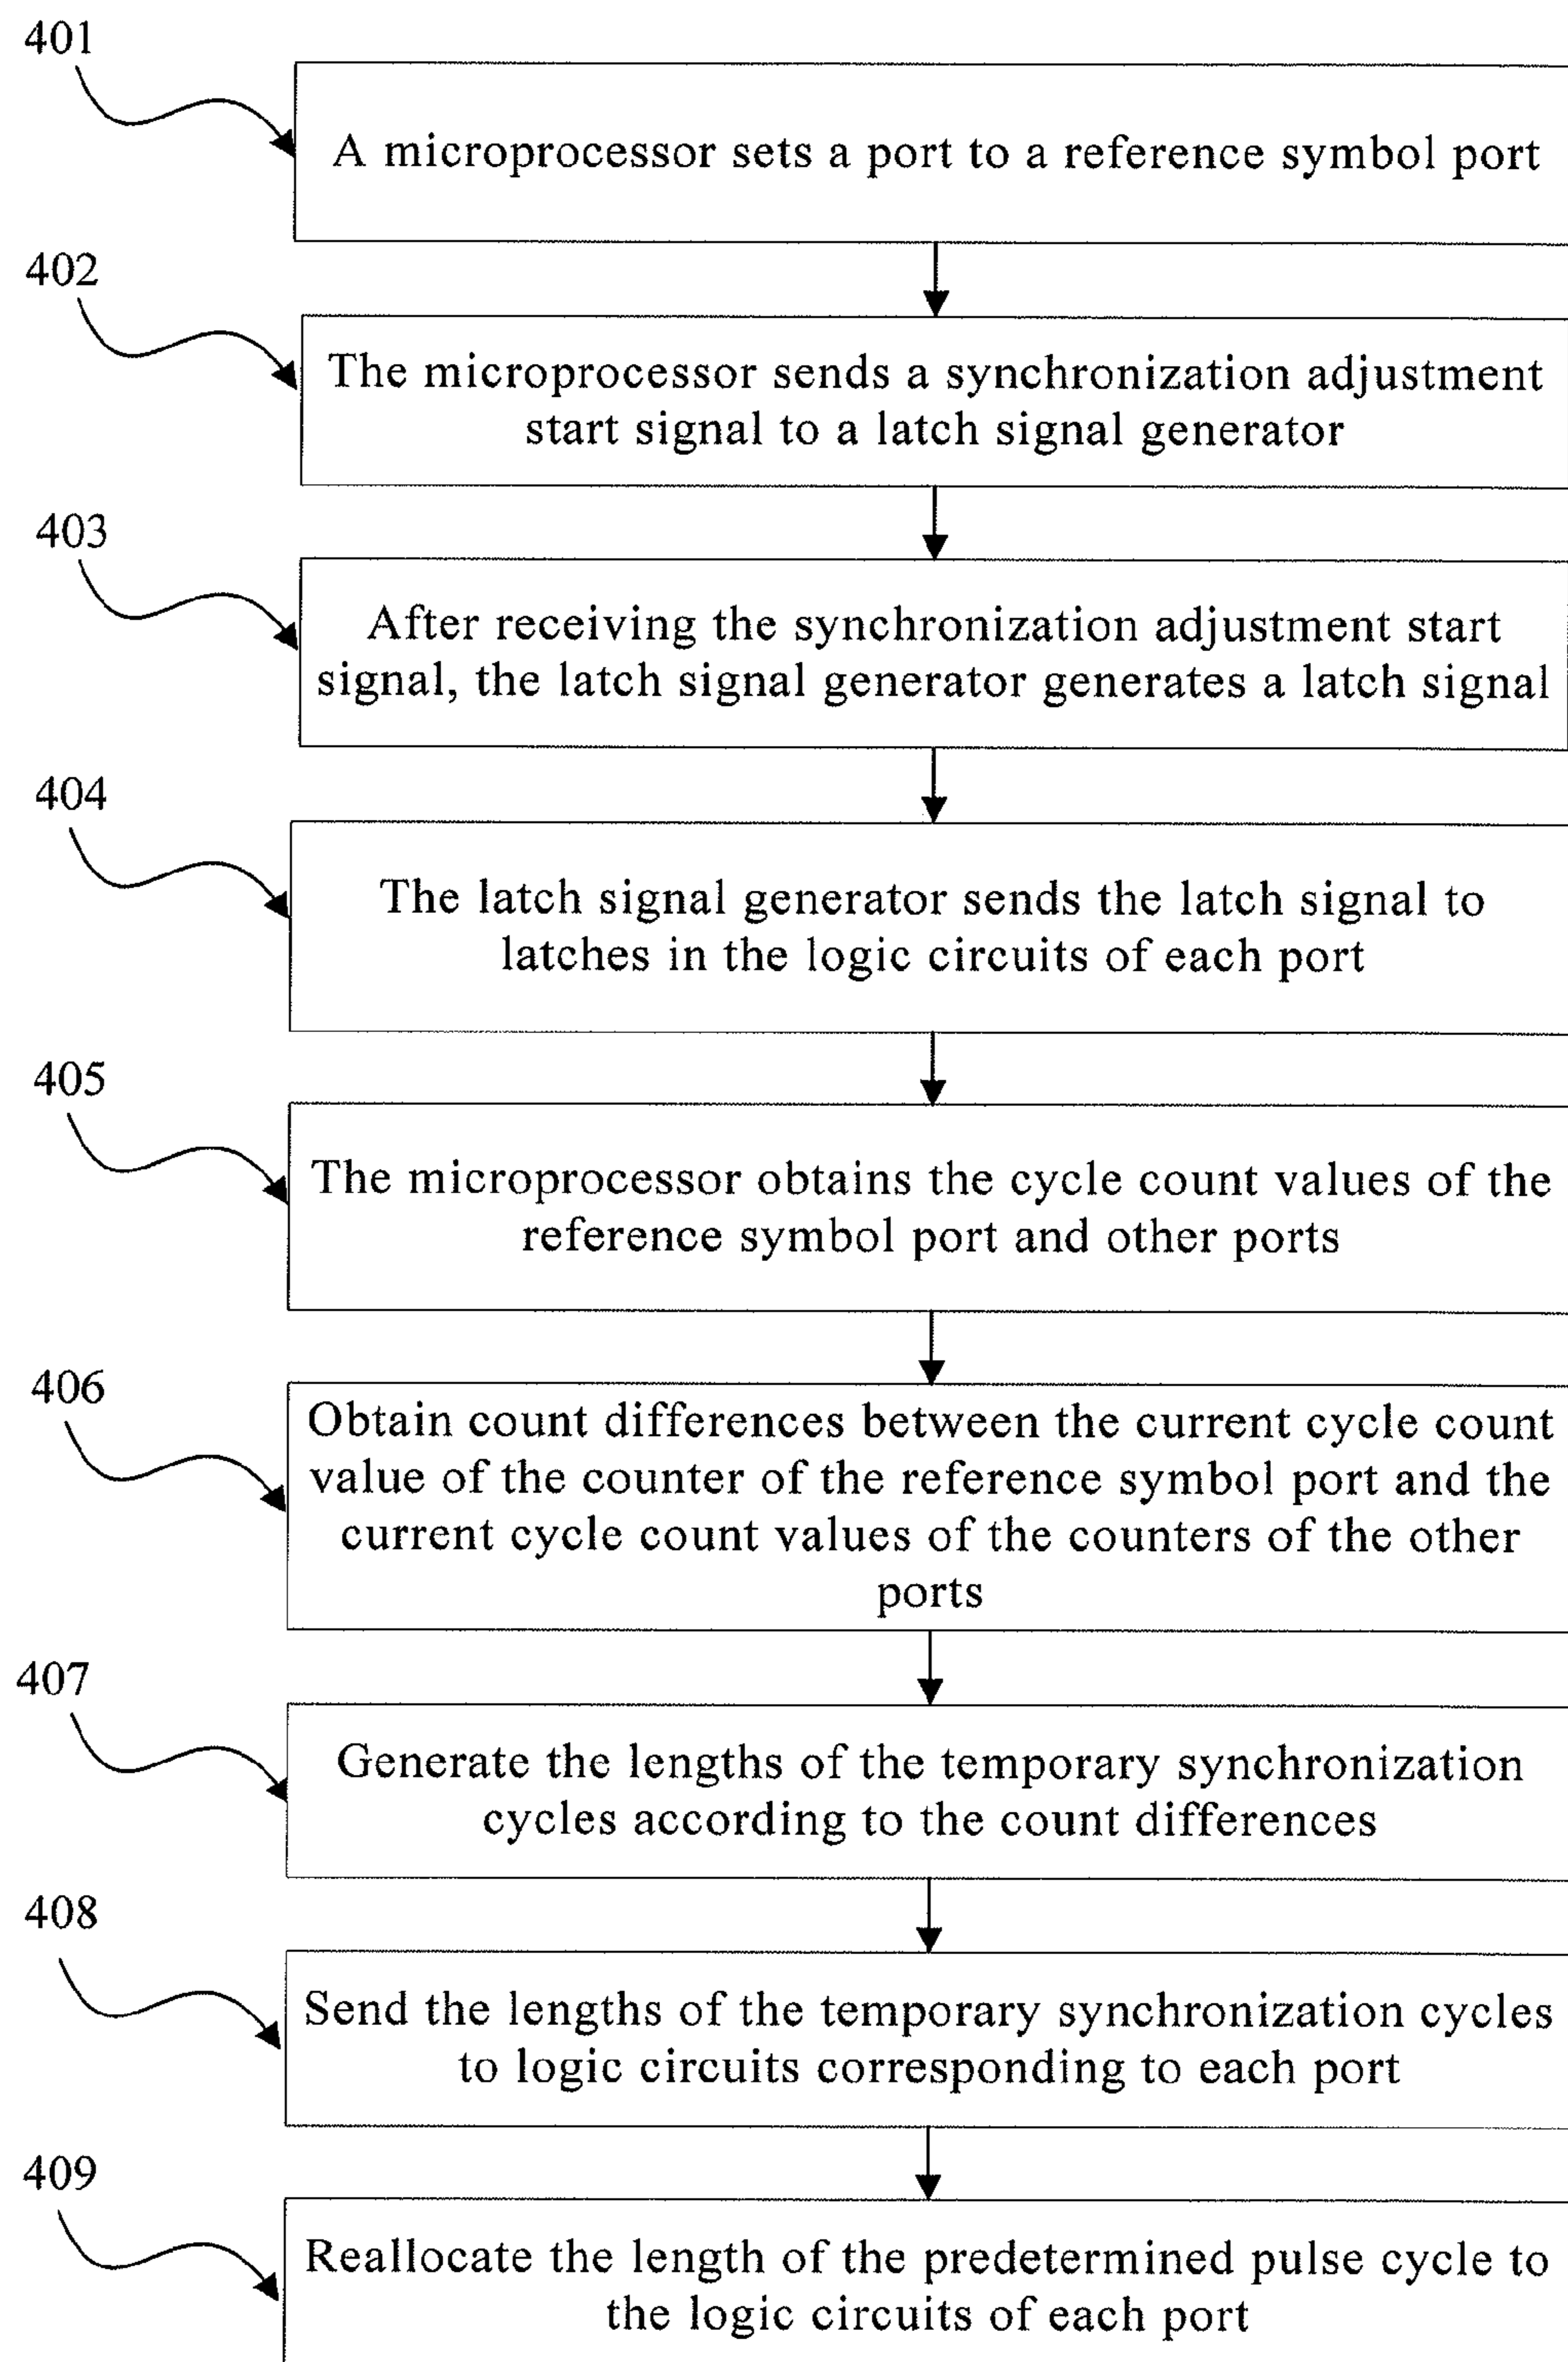 401
A microprocessor sets a port to a reference symbol port
402
The microprocessor sends a synchronization adjustment
start signal to a latch signal generator
403
After receiving the synchronization adjustment start
signal, the latch signal generator generates a latch signal
404
The latch signal generator sends the latch signal to
latches in the logic circuits of each port
405
The microprocessor obtains the cycle count values of the
reference symbol port and other ports
406
Obtain count differences between the current cycle count
value of the counter of the reference symbol port and the
current cycle count values of the counters of the other
ports
407
Generate the lengths of the temporary synchronization
cycles according to the count differences
408
Send the lengths of the temporary synchronization cycles
to logic circuits corresponding to each port
409
Reallocate the length of the predetermined pulse cycle to
the logic circuits of each port